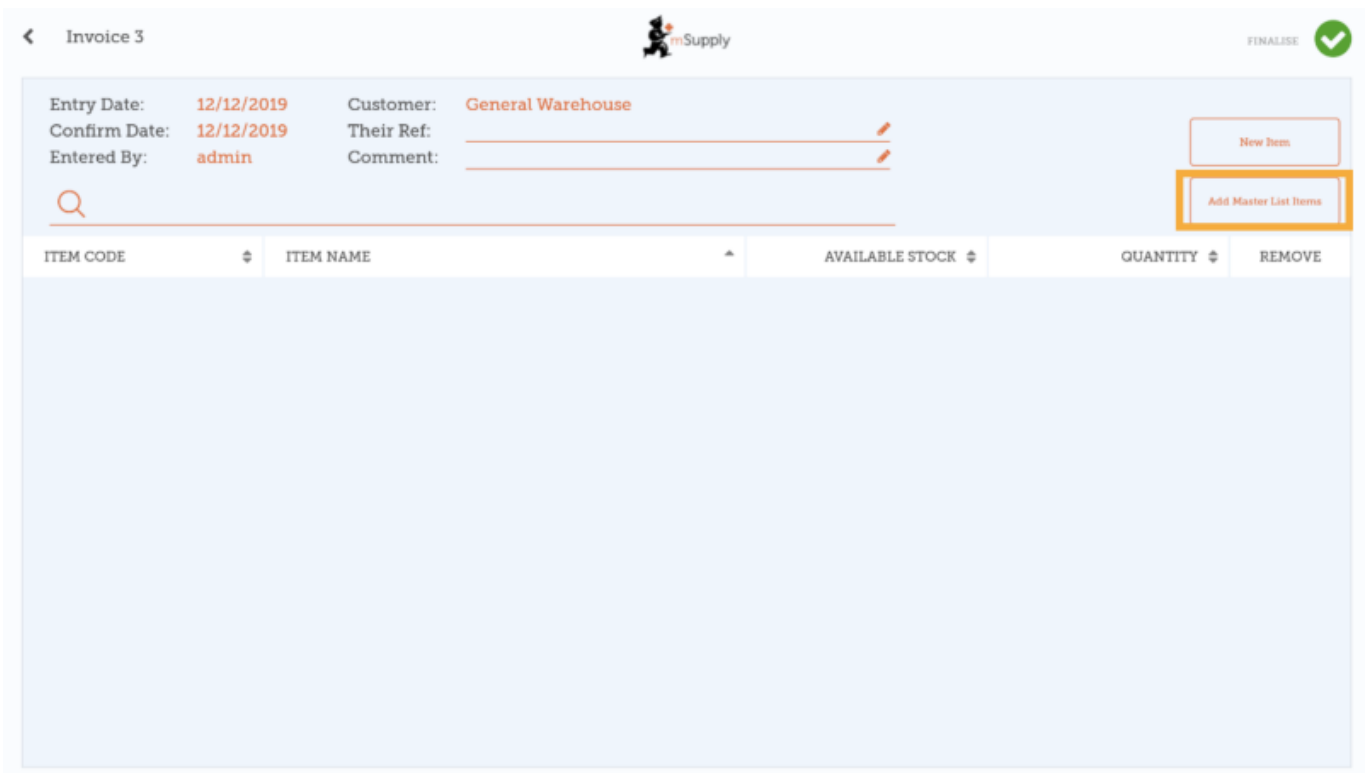 Invoice 3
mSupply
FINALISE
Entry Date: 12/12/2019 Customer: General Warehouse
Confirm Date: 12/12/2019 Their Ref:
Entered By: admin Comment:
New Item
Add Master List Items
ITEM CODE ITEM NAME AVAILABLE STOCK QUANTITY REMOVE